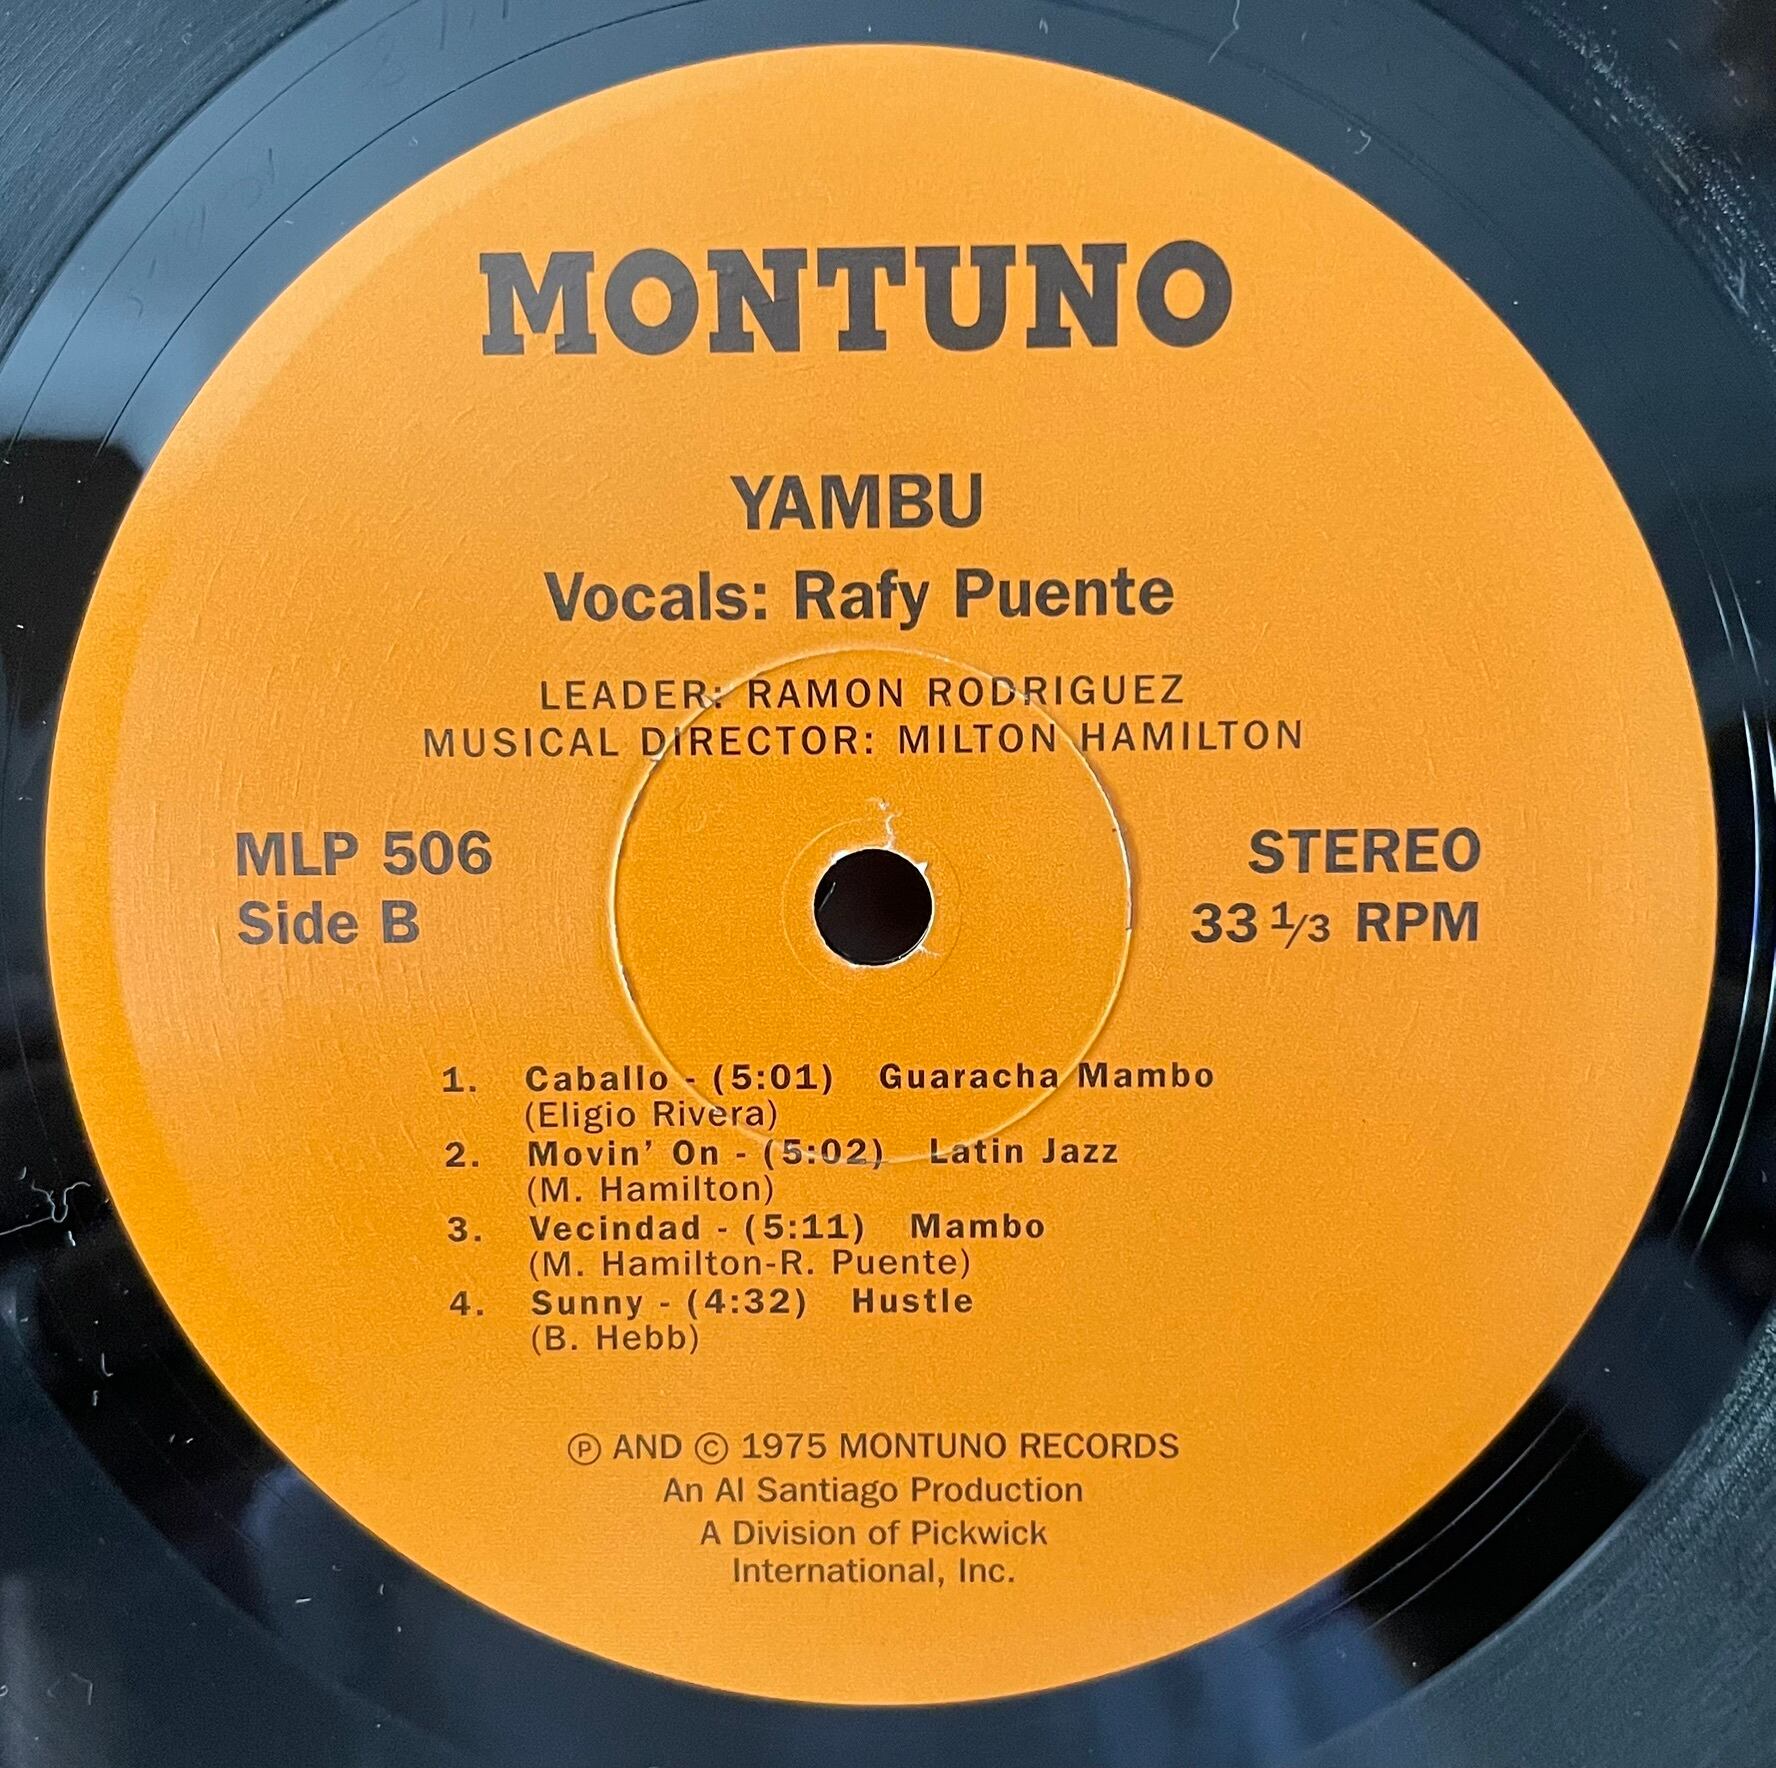 MONTUNO
YAMBU
Vocals: Rafy Puente
LEADER: RAMON RODRIGUEZ
MUSICAL DIRECTOR: MILTON HAMILTON
MLP 506
Side B
STEREO
33 1/3 RPM
1. Caballo - (5:01) Guaracha Mambo
(Eligio Rivera)
2. Movin' On - (5:02) Latin Jazz
(M. Hamilton)
3. Vecindad - (5:11) Mambo
(M. Hamilton-R. Puente)
4. Sunny - (4:32) Hustle
(B. Hebb)
Ⓟ AND © 1975 MONTUNO RECORDS
An Al Santiago Production
A Division of Pickwick
International, Inc.